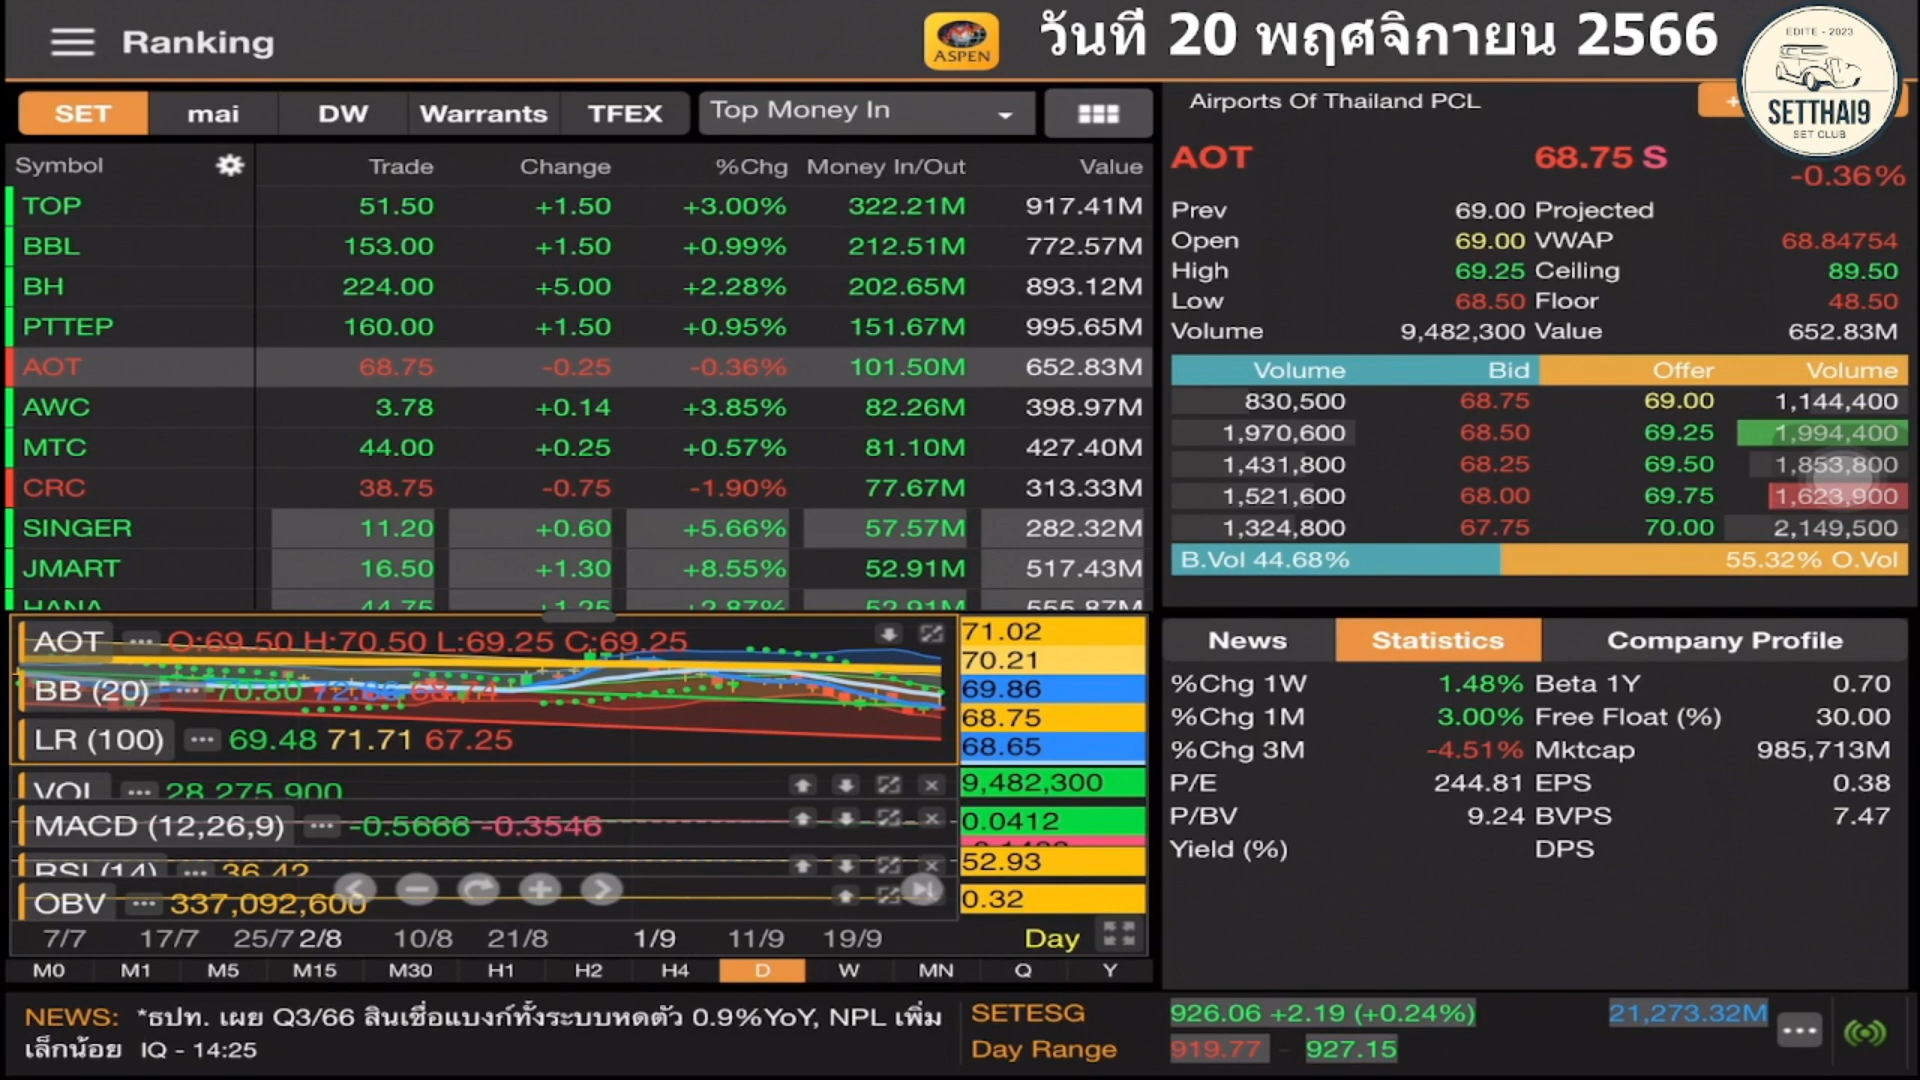 Ranking
ASPEN
วันที่ 20 พฤศจิกายน 2566
EDITE - 2023
SETTHAI9
SET CLUB
SET mai DW Warrants TFEX Top Money In
Symbol Trade Change %Chg Money In/Out Value
TOP 51.50 +1.50 +3.00% 322.21M 917.41M
BBL 153.00 +1.50 +0.99% 212.51M 772.57M
BH 224.00 +5.00 +2.28% 202.65M 893.12M
PTTEP 160.00 +1.50 +0.95% 151.67M 995.65M
AOT 68.75 -0.25 -0.36% 101.50M 652.83M
AWC 3.78 +0.14 +3.85% 82.26M 398.97M
MTC 44.00 +0.25 +0.57% 81.10M 427.40M
CRC 38.75 -0.75 -1.90% 77.67M 313.33M
SINGER 11.20 +0.60 +5.66% 57.57M 282.32M
JMART 16.50 +1.30 +8.55% 52.91M 517.43M
HANA 44.75 +1.25 +2.87% 52.91M 555.87M
Airports Of Thailand PCL
AOT 68.75 S
-0.36%
Prev 69.00 Projected
Open 69.00 VWAP 68.84754
High 69.25 Ceiling 89.50
Low 68.50 Floor 48.50
Volume 9,482,300 Value 652.83M
Volume Bid Offer Volume
830,500 68.75 69.00 1,144,400
1,970,600 68.50 69.25 1,994,400
1,431,800 68.25 69.50 1,853,800
1,521,600 68.00 69.75 1,623,900
1,324,800 67.75 70.00 2,149,500
B.Vol 44.68% 55.32% O.Vol
AOT O:69.50 H:70.50 L:69.25 C:69.25
BB (20) 70.80
LR (100) 69.48 71.71 67.25
VOL 28,275,900
MACD (12,26,9) -0.5666 -0.3546
RSI (14) 36.42
OBV 337,092,600
71.02
70.21
69.86
68.75
68.65
9,482,300
0.0412
52.93
0.32
7/7 17/7 25/7 2/8 10/8 21/8 1/9 11/9 19/9 Day
M0 M1 M5 M15 M30 H1 H2 H4 D W MN Q Y
News Statistics Company Profile
%Chg 1W 1.48% Beta 1Y 0.70
%Chg 1M 3.00% Free Float (%) 30.00
%Chg 3M -4.51% Mktcap 985,713M
P/E 244.81 EPS 0.38
P/BV 9.24 BVPS 7.47
Yield (%) DPS
NEWS: *ธปท. เผย Q3/66 สินเชื่อแบงก์ทั้งระบบหดตัว 0.9%YoY, NPL เพิ่ม
เล็กน้อย IQ - 14:25
SETESG 926.06 +2.19 (+0.24%) 21,273.32M
Day Range 919.77 - 927.15